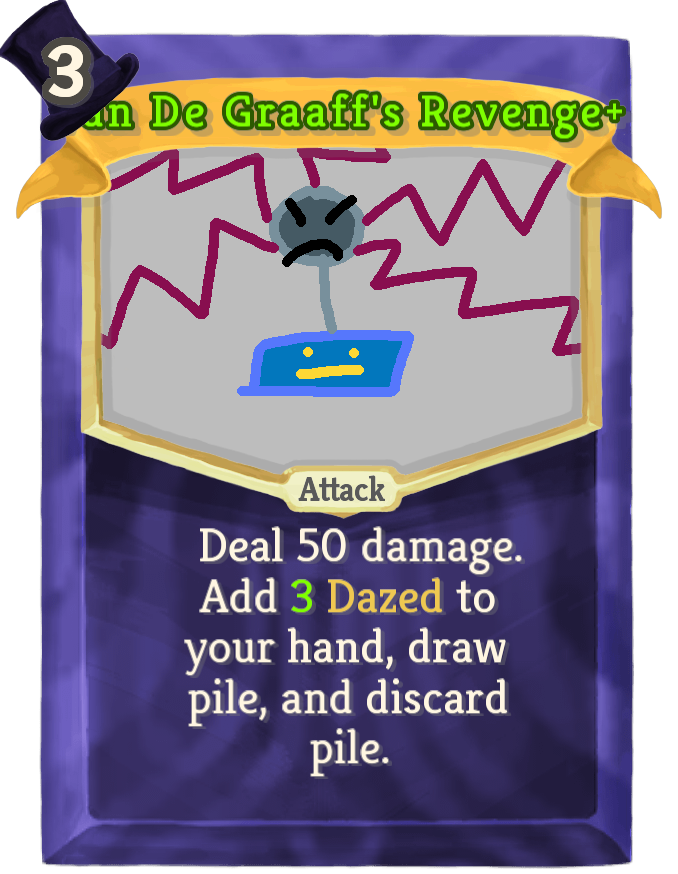 3
De Graaff's Revenge+
Attack
Deal 50 damage.
Add 3 Dazed to
your hand, draw
pile, and discard
pile.